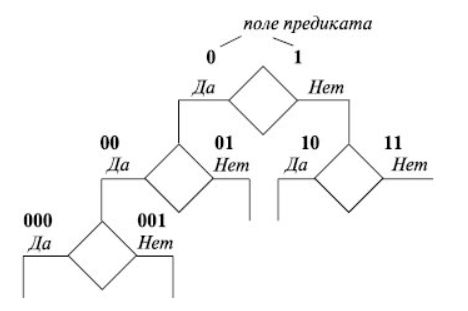 поле предиката
0 1
Да Нет
00 01 10 11
Да Нет Да Нет
000 001
Да Нет